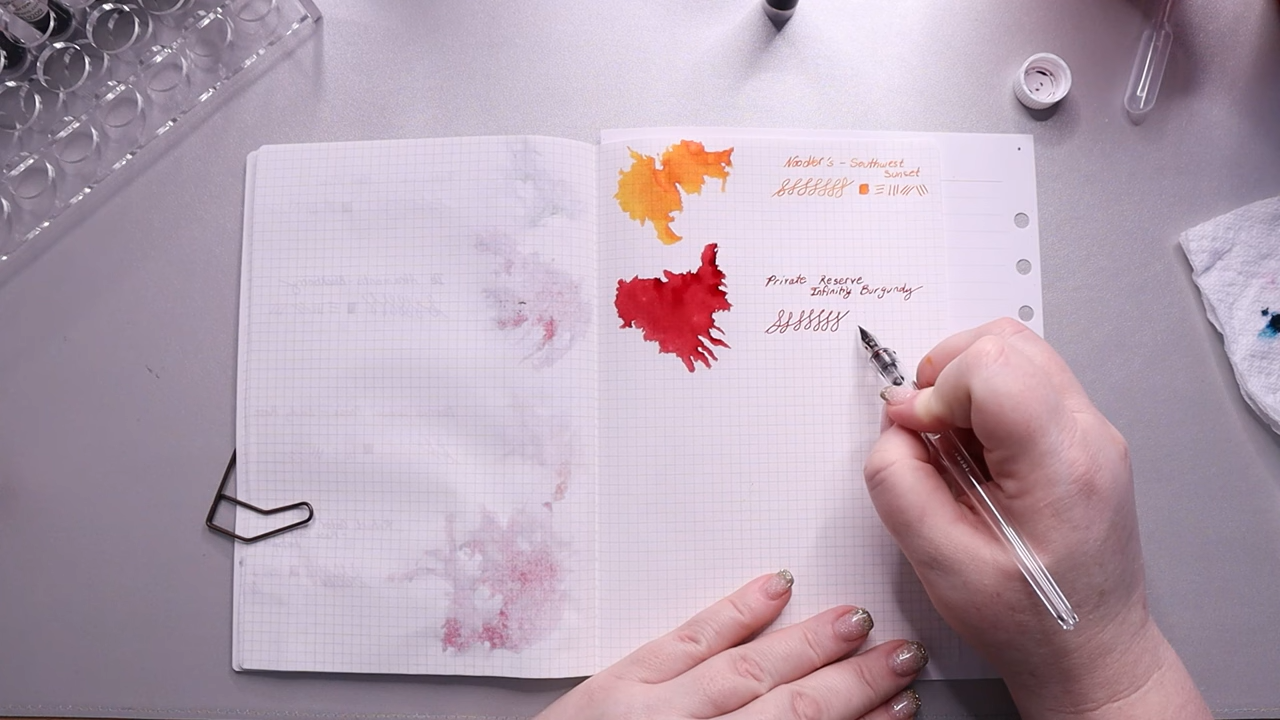 Noodler's - Southwest
Sunset
Private Reserve
Infinity Burgundy